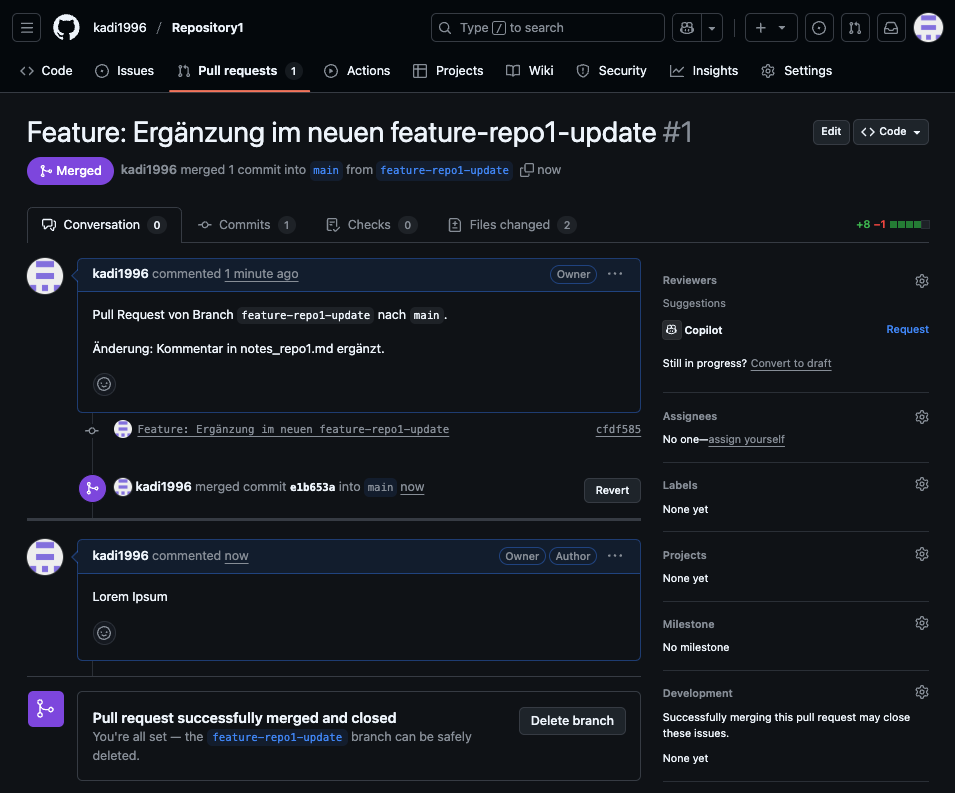 kadi1996 / Repository1
Type / to search
Code Issues Pull requests 1 Actions Projects Wiki Security Insights Settings
Feature: Ergänzung im neuen feature-repo1-update #1
Edit Code
Merged kadi1996 merged 1 commit into main from feature-repo1-update now
Conversation 0 Commits 1 Checks 0 Files changed 2 +8 −1
kadi1996 commented 1 minute ago Owner ...
Pull Request von Branch feature-repo1-update nach main.
Änderung: Kommentar in notes_repo1.md ergänzt.
Feature: Ergänzung im neuen feature-repo1-update cfdf585
kadi1996 merged commit e1b653a into main now Revert
kadi1996 commented now Owner Author ...
Lorem Ipsum
Pull request successfully merged and closed
You're all set — the feature-repo1-update branch can be safely
deleted.
Delete branch
Reviewers
Suggestions
Copilot Request
Still in progress? Convert to draft
Assignees
No one—assign yourself
Labels
None yet
Projects
None yet
Milestone
No milestone
Development
Successfully merging this pull request may close
these issues.
None yet